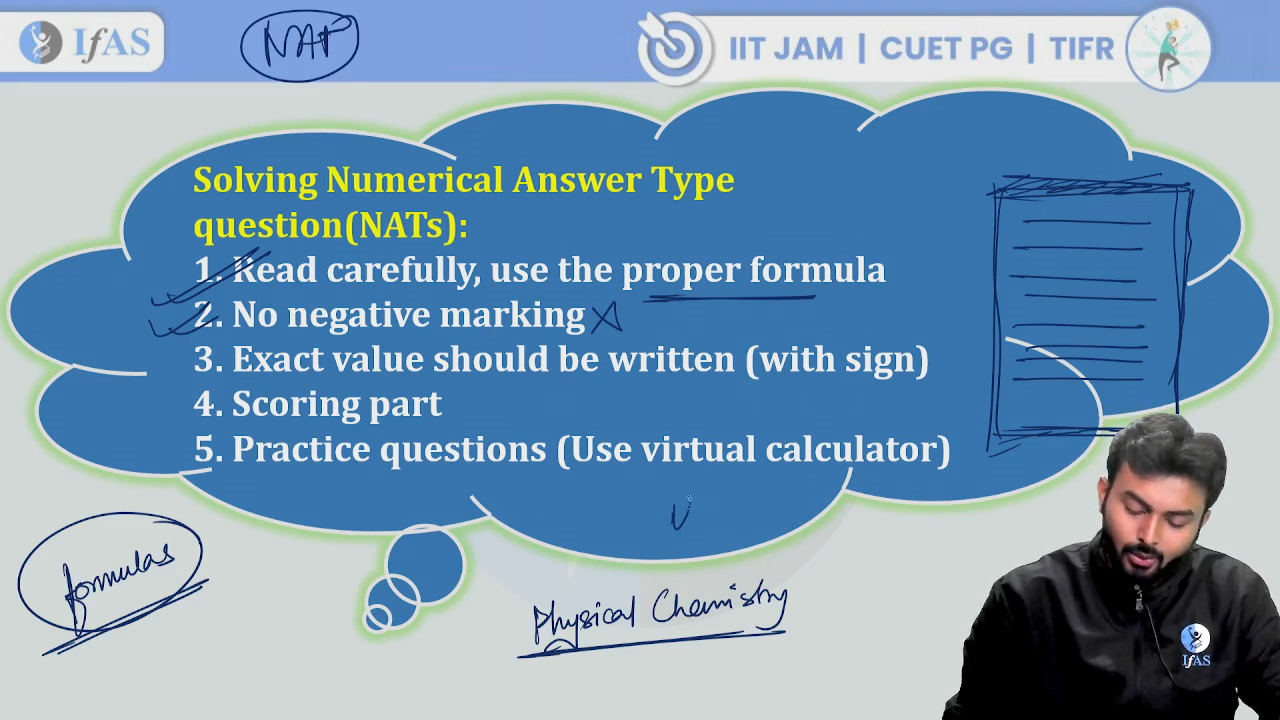 IfAS
NAT
IIT JAM | CUET PG | TIFR
Solving Numerical Answer Type
question(NATs):
1. Read carefully, use the proper formula
2. No negative marking
3. Exact value should be written (with sign)
4. Scoring part
5. Practice questions (Use virtual calculator)
formulas
Physical Chemistry
IfAS